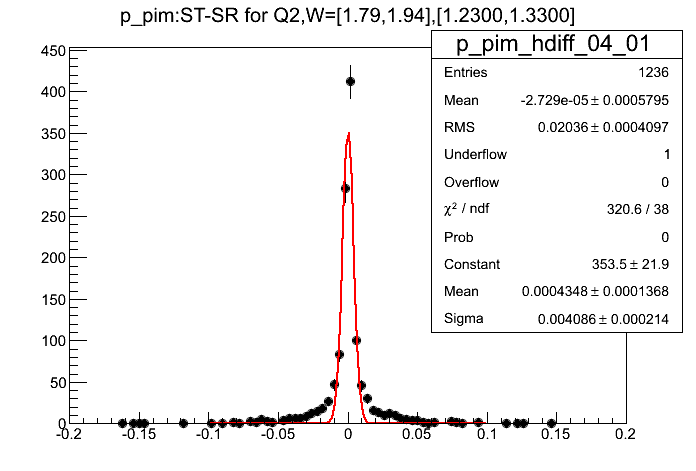 p_pim:ST-SR for Q2,W=[1.79,1.94],[1.2300,1.3300]
p_pim_hdiff_04_01
Entries 1236
Mean -2.729e-05 ± 0.0005795
RMS 0.02036 ± 0.0004097
Underflow 1
Overflow 0
χ² / ndf 320.6 / 38
Prob 0
Constant 353.5 ± 21.9
Mean 0.0004348 ± 0.0001368
Sigma 0.004086 ± 0.000214
450
400
350
300
250
200
150
100
50
0
-0.2 -0.15 -0.1 -0.05 0 0.05 0.1 0.15 0.2